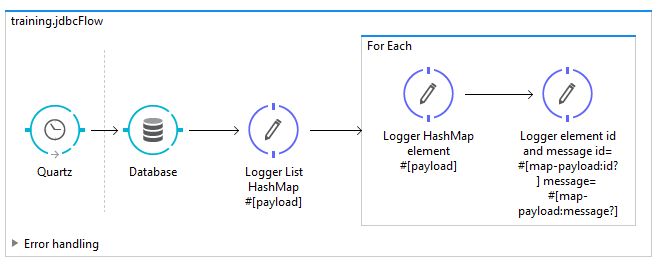 training.jdbcFlow
For Each
Quartz
Database
Logger List
HashMap
#[payload]
Logger HashMap
element
#[payload]
Logger element id
and message id=
#[map-payload:id?
] message=
#[map-
payload:message?]
Error handling